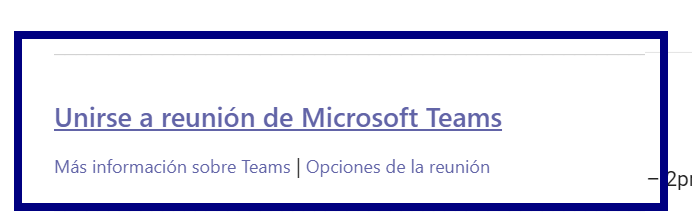 Unirse a reunión de Microsoft Teams
Más información sobre Teams | Opciones de la reunión